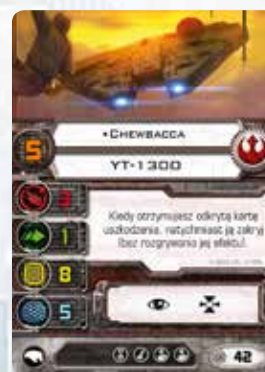 •CHEWBACCA
5
YT-1300
3
1
8
5
Kiedy otrzymujesz odkrytą kartę
uszkodzenia, natychmiast ją zakryj
(bez rozgrywania jej efektu).
42